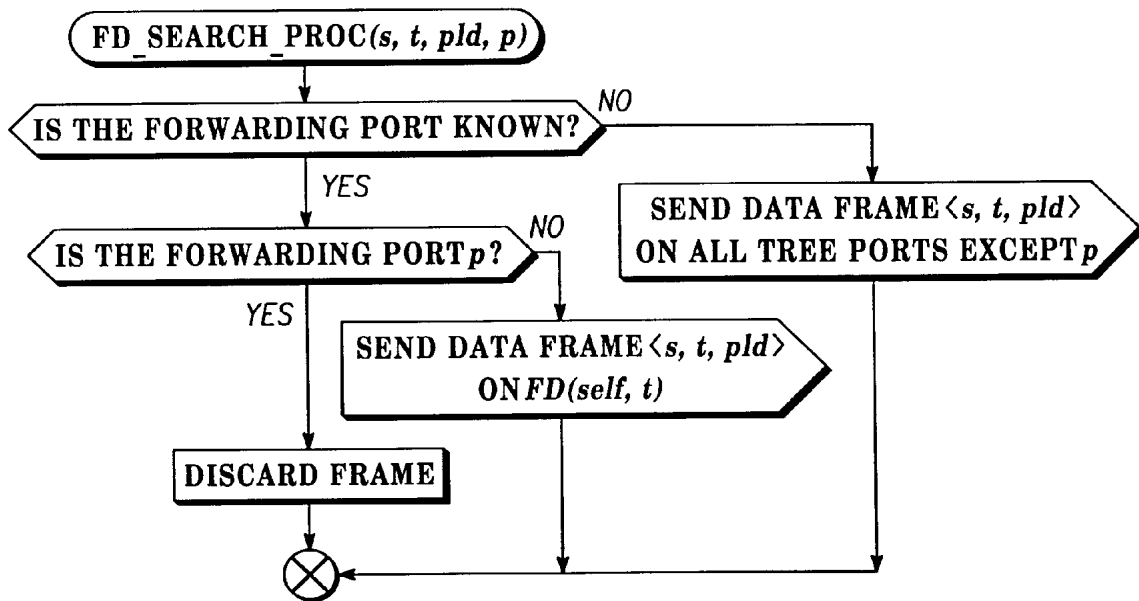 FD_SEARCH_PROC(s, t, pld, p)
IS THE FORWARDING PORT KNOWN?
NO
YES
SEND DATA FRAME〈s, t, pld〉
ON ALL TREE PORTS EXCEPT p
IS THE FORWARDING PORT p?
NO
YES
SEND DATA FRAME〈s, t, pld〉
ON FD(self, t)
DISCARD FRAME